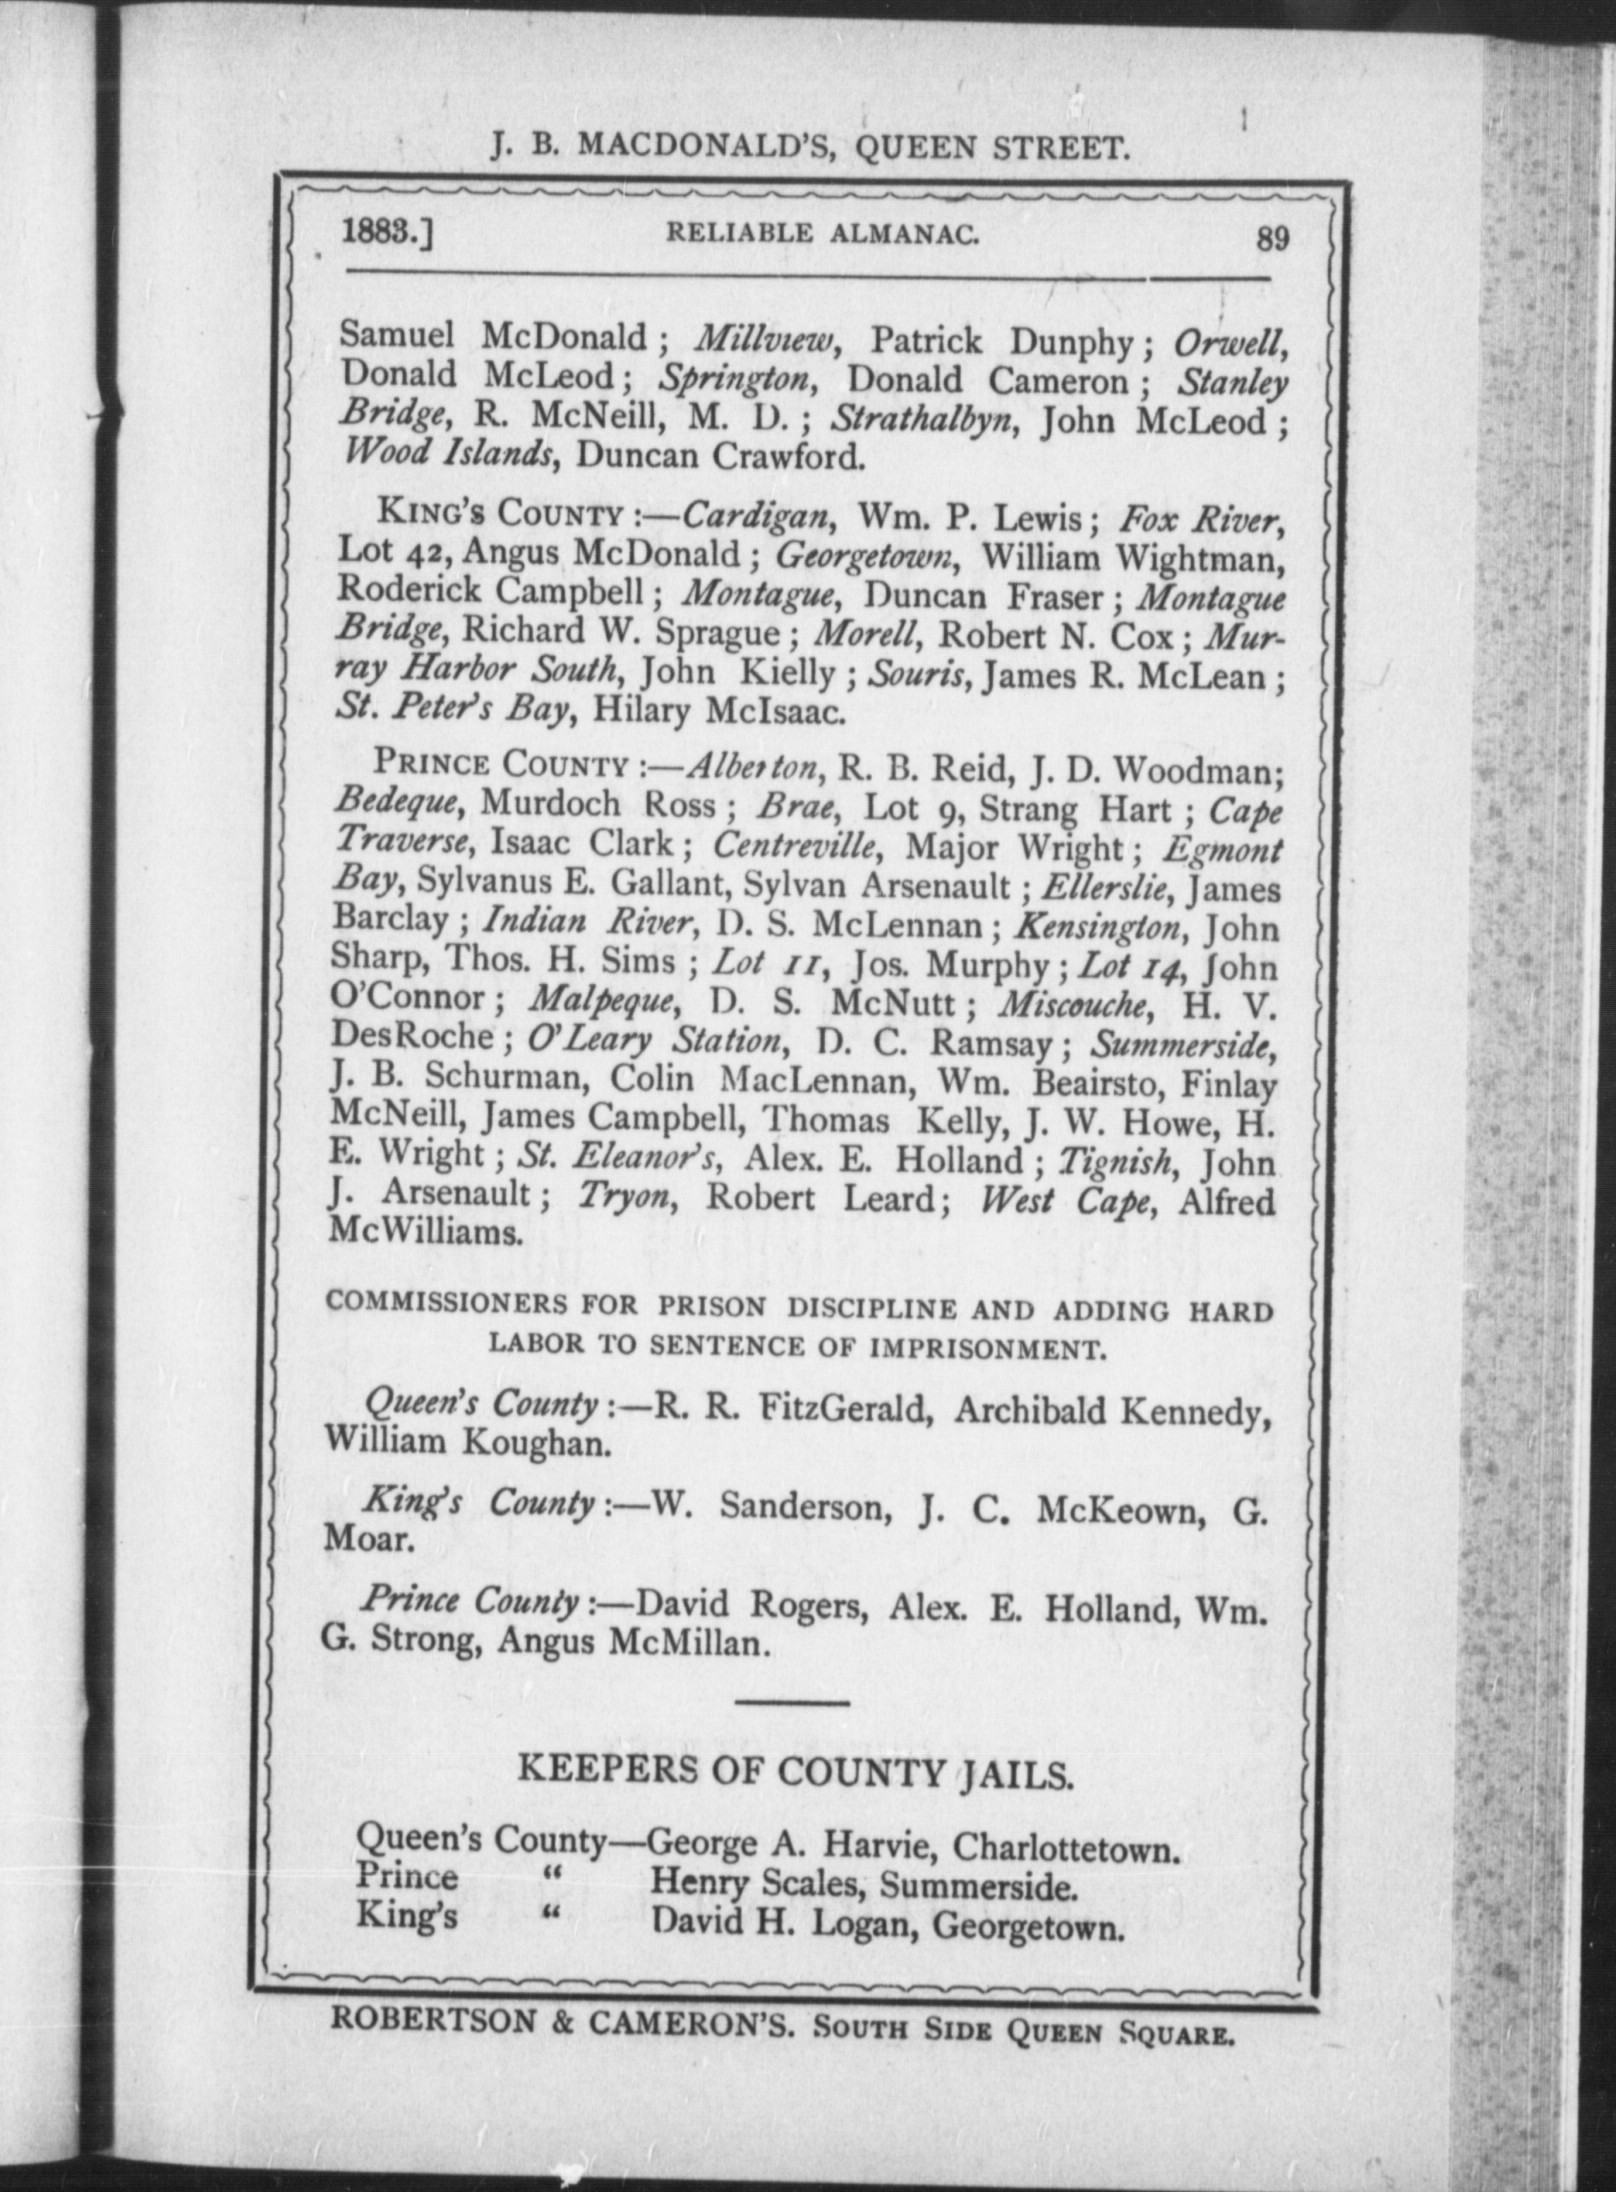 J. B. MACDONALD'S, QUEEN STREET.
1883.] RELIABLE ALMANAC. 89
Samuel McDonald ; Millview, Patrick Dunphy ; Orwell,
Donald McLeod ; Springton, Donald Cameron ; Stanley
Bridge, R. McNeill, M. D. ; Strathalbyn, John McLeod ;
Wood Islands, Duncan Crawford.
KING'S COUNTY :—Cardigan, Wm. P. Lewis ; Fox River,
Lot 42, Angus McDonald ; Georgetown, William Wightman,
Roderick Campbell ; Montague, Duncan Fraser ; Montague
Bridge, Richard W. Sprague ; Morell, Robert N. Cox ; Mur-
ray Harbor South, John Kielly ; Souris, James R. McLean ;
St. Peter's Bay, Hilary McIsaac.
PRINCE COUNTY :—Alberton, R. B. Reid, J. D. Woodman;
Bedeque, Murdoch Ross ; Brae, Lot 9, Strang Hart ; Cape
Traverse, Isaac Clark ; Centreville, Major Wright ; Egmont
Bay, Sylvanus E. Gallant, Sylvan Arsenault ; Ellerslie, James
Barclay ; Indian River, D. S. McLennan ; Kensington, John
Sharp, Thos. H. Sims ; Lot 11, Jos. Murphy ; Lot 14, John
O'Connor ; Malpeque, D. S. McNutt ; Miscouche, H. V.
DesRoche ; O'Leary Station, D. C. Ramsay ; Summerside,
J. B. Schurman, Colin MacLennan, Wm. Beairsto, Finlay
McNeill, James Campbell, Thomas Kelly, J. W. Howe, H.
E. Wright ; St. Eleanor's, Alex. E. Holland ; Tignish, John
J. Arsenault ; Tryon, Robert Leard; West Cape, Alfred
McWilliams.
COMMISSIONERS FOR PRISON DISCIPLINE AND ADDING HARD
LABOR TO SENTENCE OF IMPRISONMENT.
Queen's County :—R. R. FitzGerald, Archibald Kennedy,
William Koughan.
King's County :—W. Sanderson, J. C. McKeown, G.
Moar.
Prince County :—David Rogers, Alex. E. Holland, Wm.
G. Strong, Angus McMillan.
KEEPERS OF COUNTY JAILS.
Queen's County—George A. Harvie, Charlottetown.
Prince “ Henry Scales, Summerside.
King's “ David H. Logan, Georgetown.
ROBERTSON & CAMERON'S. SOUTH SIDE QUEEN SQUARE.